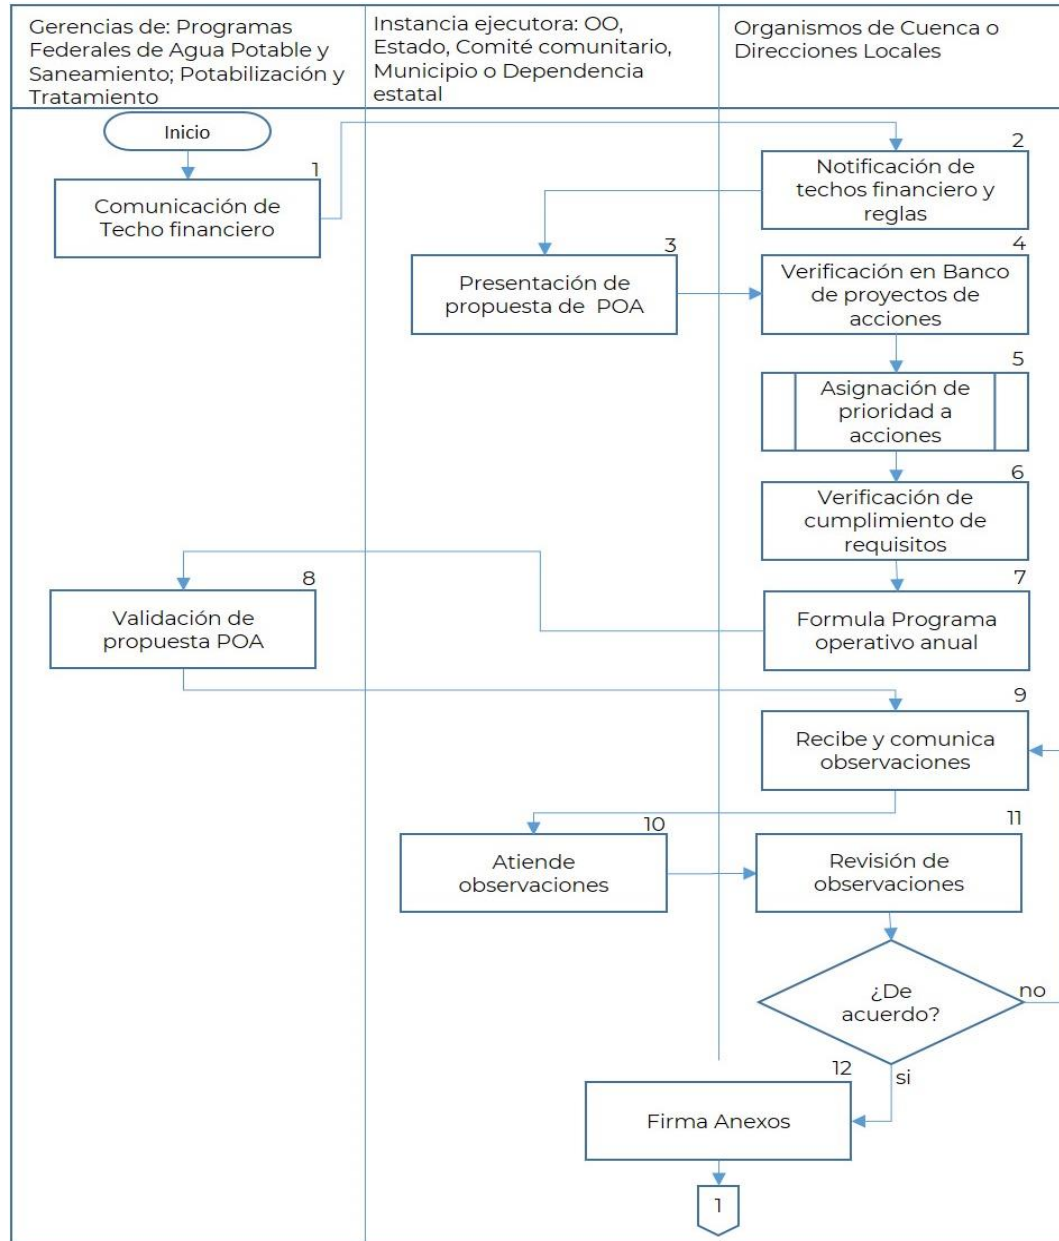 Gerencias de: Programas
Federales de Agua Potable y
Saneamiento; Potabilización y
Tratamiento
Instancia ejecutora: OO,
Estado, Comité comunitario,
Municipio o Dependencia
estatal
Organismos de Cuenca o
Direcciones Locales
Inicio
1
Comunicación de
Techo financiero
2
Notificación de
techos financiero y
reglas
3
Presentación de
propuesta de POA
4
Verificación en Banco
de proyectos de
acciones
5
Asignación de
prioridad a
acciones
6
Verificación de
cumplimiento de
requisitos
7
Formula Programa
operativo anual
8
Validación de
propuesta POA
9
Recibe y comunica
observaciones
10
Atiende
observaciones
11
Revisión de
observaciones
¿De
acuerdo?
no
si
12
Firma Anexos
1